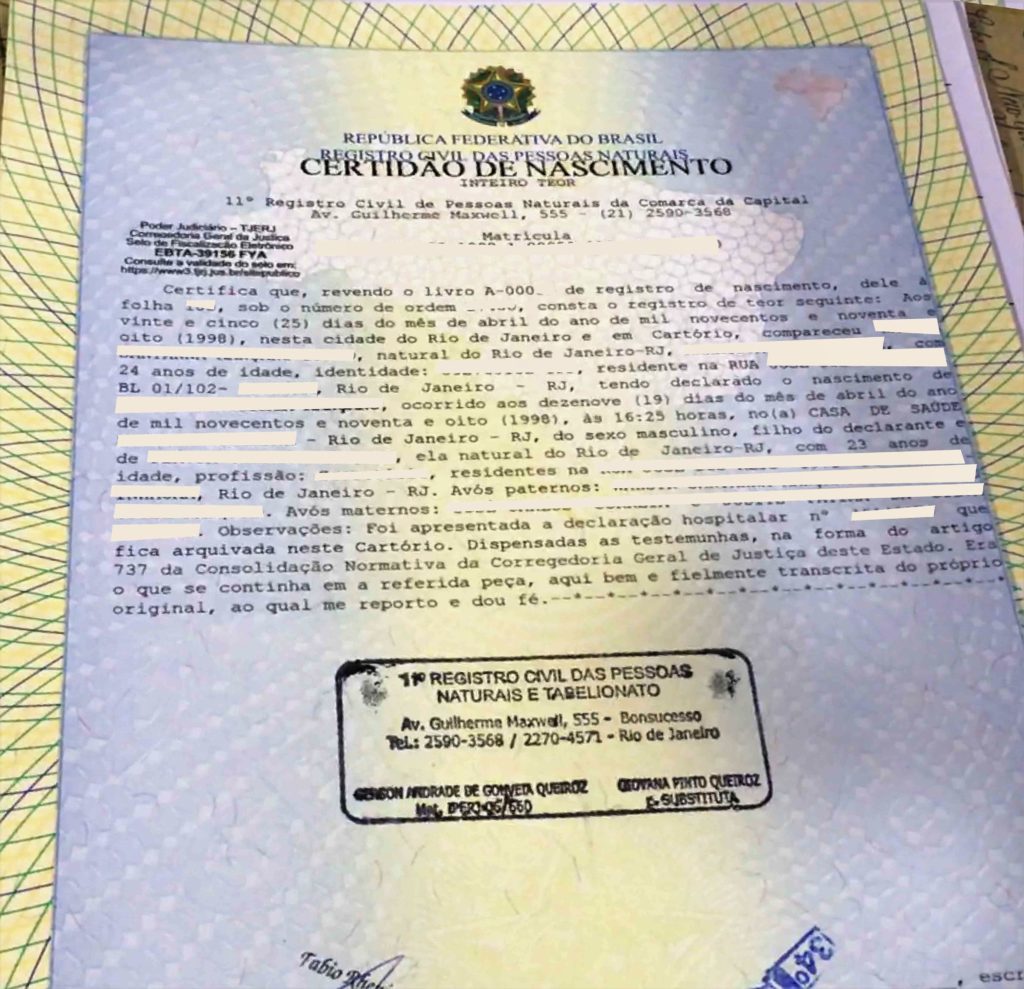 REPÚBLICA FEDERATIVA DO BRASIL
REGISTRO CIVIL DAS PESSOAS NATURAIS
CERTIDÃO DE NASCIMENTO
INTEIRO TEOR
11º Registro Civil de Pessoas Naturais da Comarca da Capital
Av. Guilherme Maxwell, 555 - (21) 2590-3568
Poder Judiciário - TJERJ
Corregedoria Geral da Justiça
Selo de Fiscalização Eletrônico
EBTA-39156 FYA
Consulte a validade do selo em:
https://www3.tjrj.jus.br/sitepublico
Matrícula
Certifica que, revendo o livro A-000 de registro de nascimento, dele à
folha , sob o número de ordem , consta o registro de teor seguinte: Aos
vinte e cinco (25) dias do mês de abril do ano de mil novecentos e noventa e
oito (1998), nesta cidade do Rio de Janeiro e em Cartório, compareceu , com
, natural do Rio de Janeiro-RJ,
24 anos de idade, identidade: , residente na RUA
BL 01/102- , Rio de Janeiro - RJ, tendo declarado o nascimento de
, ocorrido aos dezenove (19) dias do mês de abril do ano
de mil novecentos e noventa e oito (1998), às 16:25 horas, no(a) CASA DE SAÚDE
- Rio de Janeiro - RJ, do sexo masculino, filho do declarante e
de , ela natural do Rio de Janeiro-RJ, com 23 anos de
idade, profissão: , residentes na
, Rio de Janeiro - RJ. Avós paternos:
. Avós maternos:
. Observações: Foi apresentada a declaração hospitalar nº que
fica arquivada neste Cartório. Dispensadas as testemunhas, na forma do artigo
737 da Consolidação Normativa da Corregedoria Geral de Justiça deste Estado. Era
o que se continha em a referida peça, aqui bem e fielmente transcrita do próprio
original, ao qual me reporto e dou fé.--*--*--*--*--*--*--*--*--*--*--*--*--*--*
11º REGISTRO CIVIL DAS PESSOAS
NATURAIS E TABELIONATO
Av. Guilherme Maxwell, 555 - Bonsucesso
Tel.: 2590-3568 / 2270-4571 - Rio de Janeiro
ANDRADE DE QUEIROZ
GEOVANA PINTO QUEIROZ
SUBSTITUTA